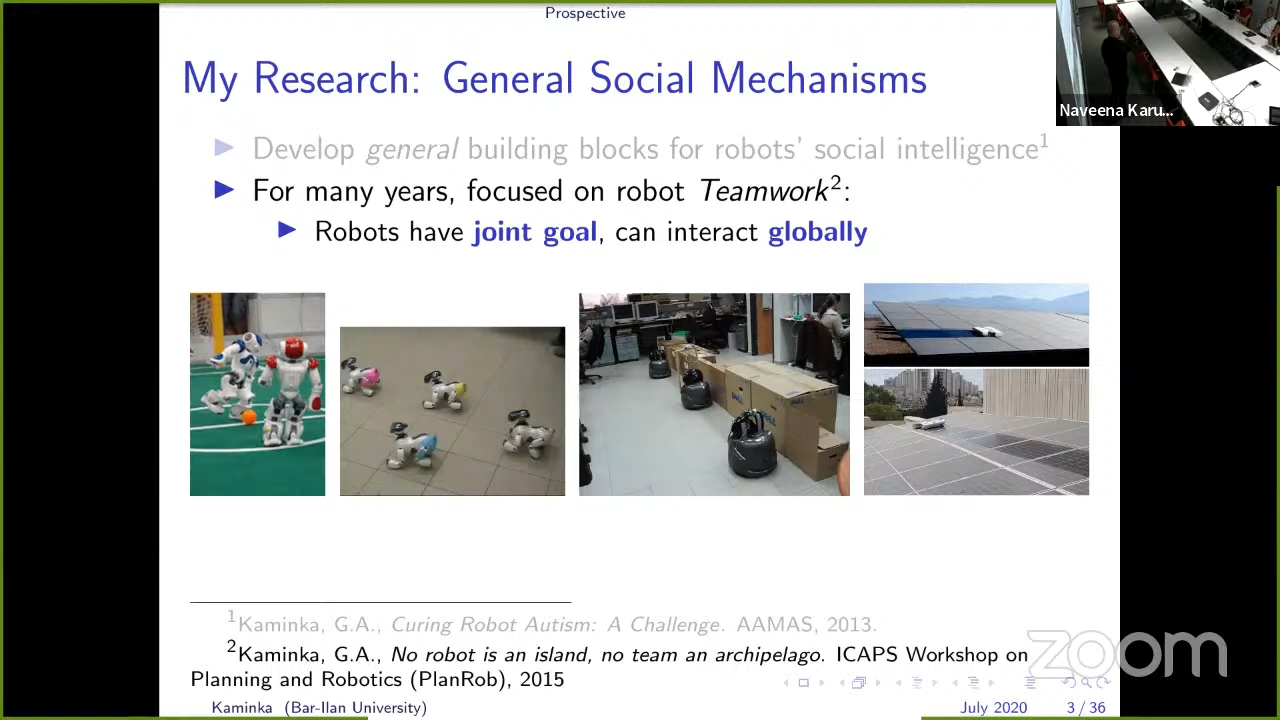 Prospective
My Research: General Social Mechanisms
Naveena Karu...
▶ Develop general building blocks for robots' social intelligence1
▶ For many years, focused on robot Teamwork2:
▶ Robots have joint goal, can interact globally
1Kaminka, G.A., Curing Robot Autism: A Challenge. AAMAS, 2013.
2Kaminka, G.A., No robot is an island, no team an archipelago. ICAPS Workshop on
Planning and Robotics (PlanRob), 2015
zoom
Kaminka (Bar-Ilan University)
July 2020
3 / 36